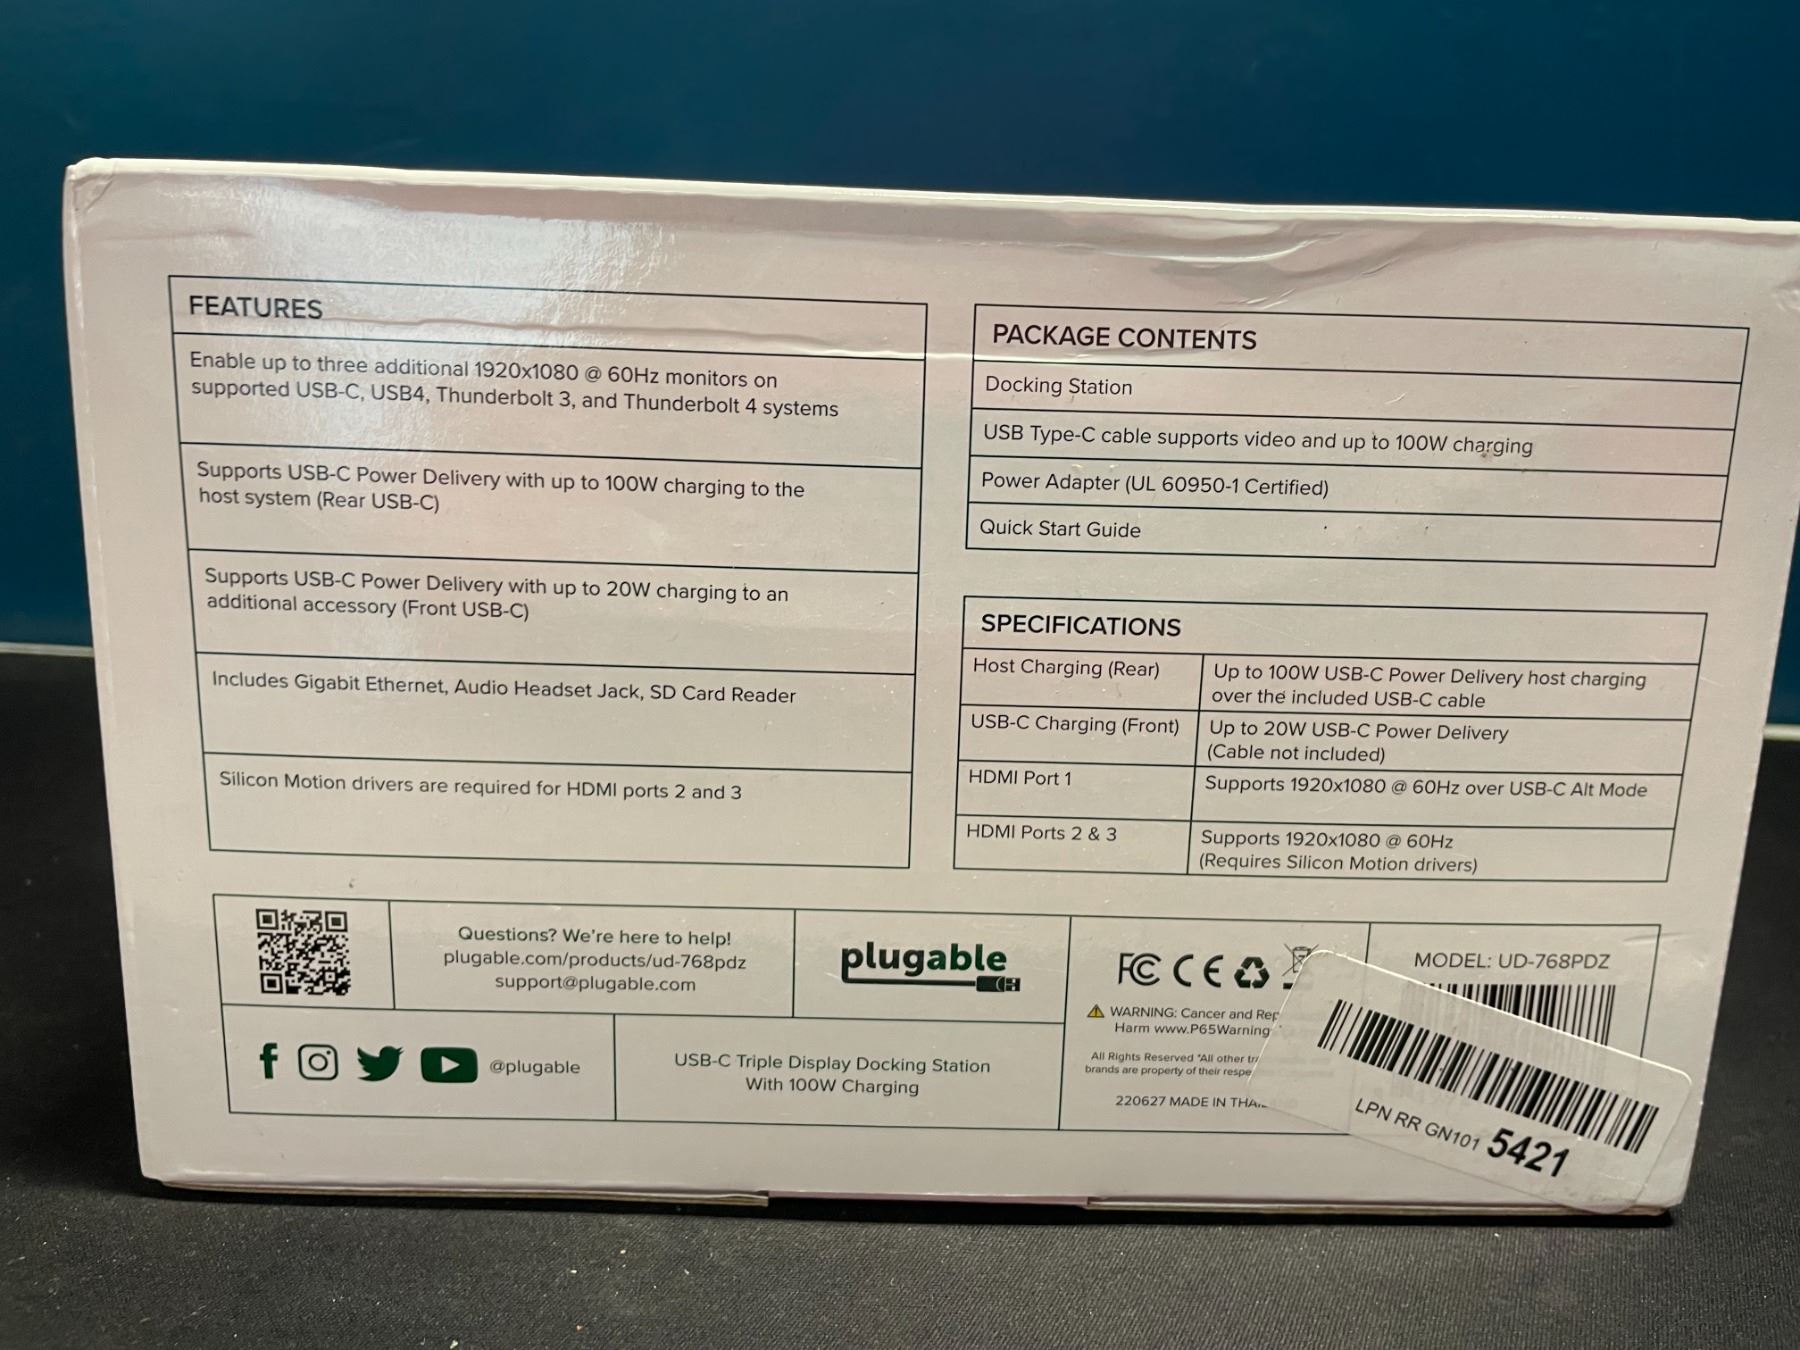 FEATURES
Enable up to three additional 1920x1080 @ 60Hz monitors on
supported USB-C, USB4, Thunderbolt 3, and Thunderbolt 4 systems
Supports USB-C Power Delivery with up to 100W charging to the
host system (Rear USB-C)
Supports USB-C Power Delivery with up to 20W charging to an
additional accessory (Front USB-C)
Includes Gigabit Ethernet, Audio Headset Jack, SD Card Reader
Silicon Motion drivers are required for HDMI ports 2 and 3
PACKAGE CONTENTS
Docking Station
USB Type-C cable supports video and up to 100W charging
Power Adapter (UL 60950-1 Certified)
Quick Start Guide
SPECIFICATIONS
Host Charging (Rear)
Up to 100W USB-C Power Delivery host charging
over the included USB-C cable
USB-C Charging (Front)
Up to 20W USB-C Power Delivery
(Cable not included)
HDMI Port 1
Supports 1920x1080 @ 60Hz over USB-C Alt Mode
HDMI Ports 2 & 3
Supports 1920x1080 @ 60Hz
(Requires Silicon Motion drivers)
Questions? We're here to help!
plugable.com/products/ud-768pdz
support@plugable.com
plugable
FC CE
WARNING: Cancer and
Harm www.P65Warning
All Rights Reserved *All other
brands are property of their
220627 MADE IN
MODEL: UD-768PDZ
@plugable
USB-C Triple Display Docking Station
With 100W Charging
LPN RR GN101 5421